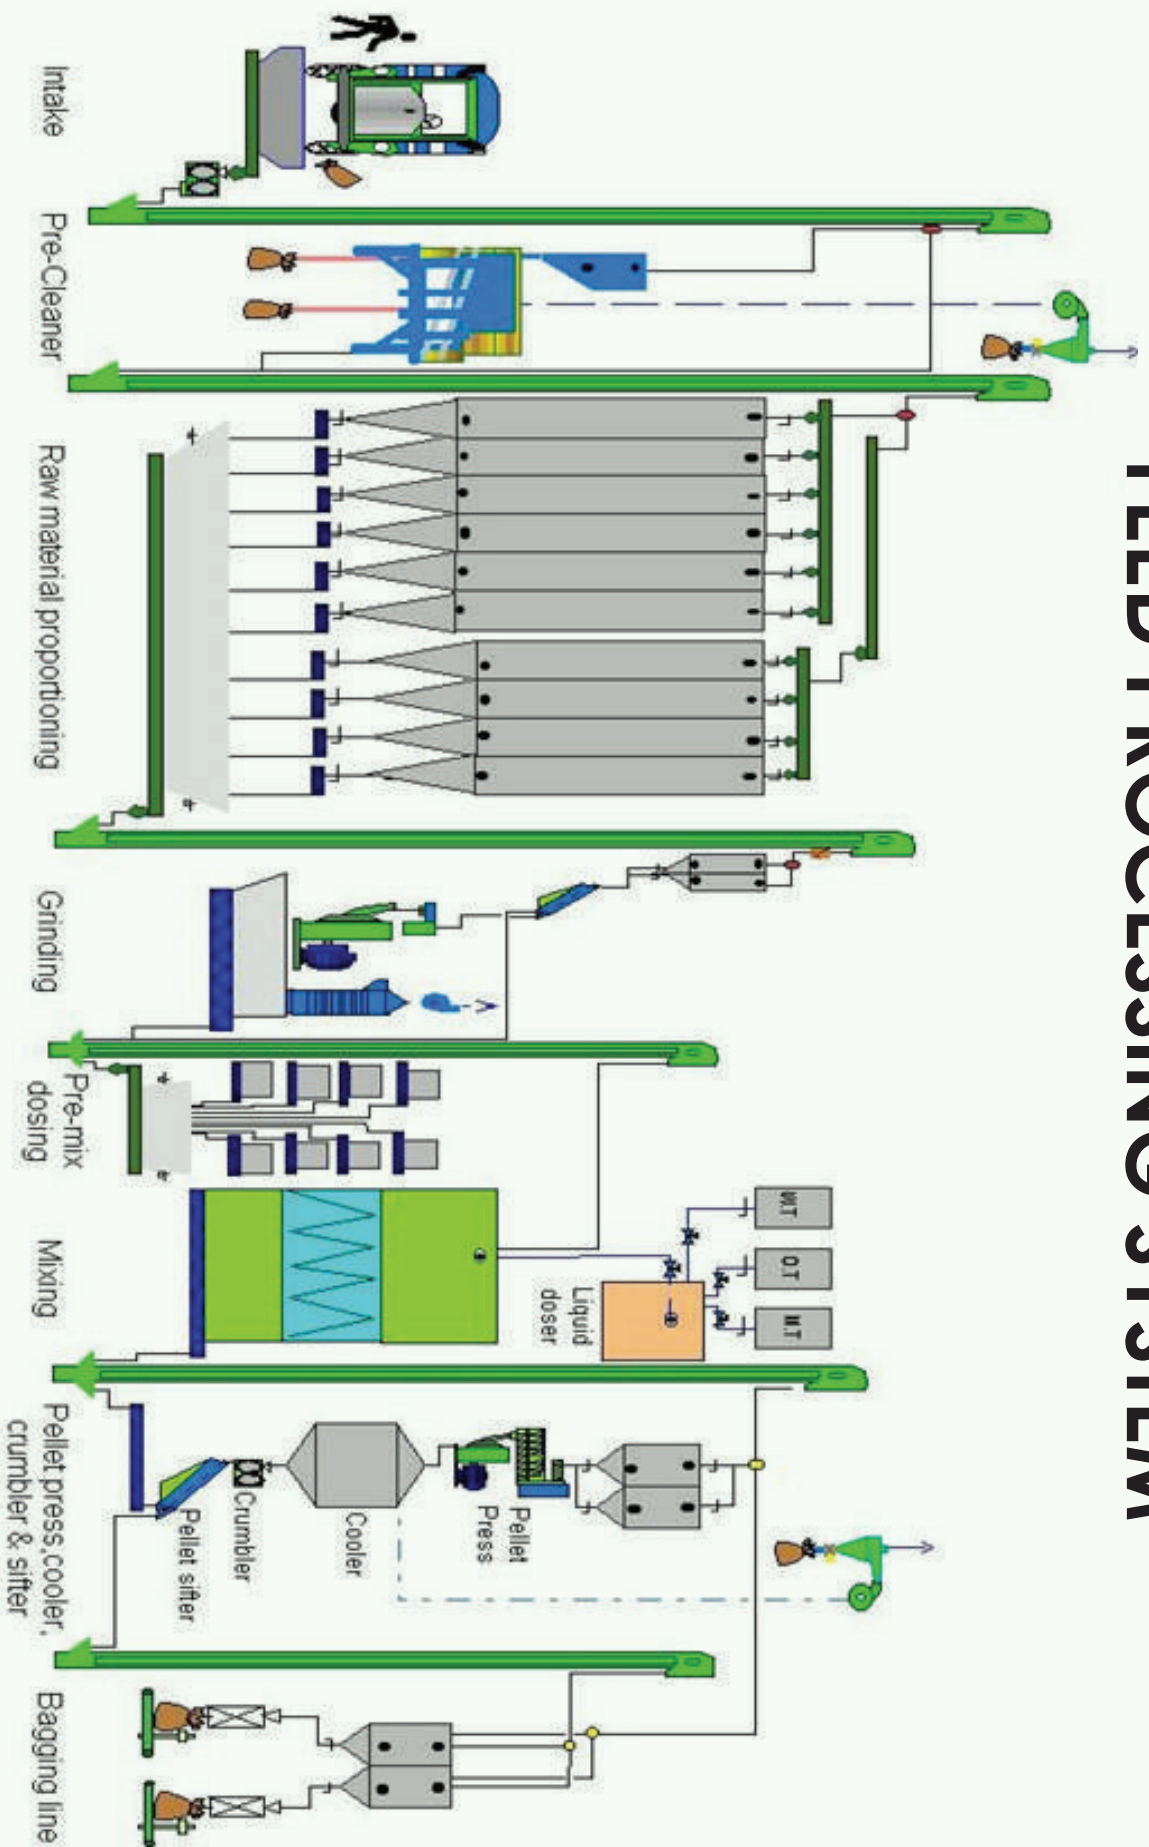 FEED PROCESSING SYSTEM
W.T
O.T
M.T
Liquid
doser
Pellet
Press
Cooler
Crumbler
Pellet sifter
Intake
Pre-Cleaner
Raw material proportioning
Grinding
Pre-mix
dosing
Mixing
Pellet press,cooler,
crumbler & sifter
Bagging line